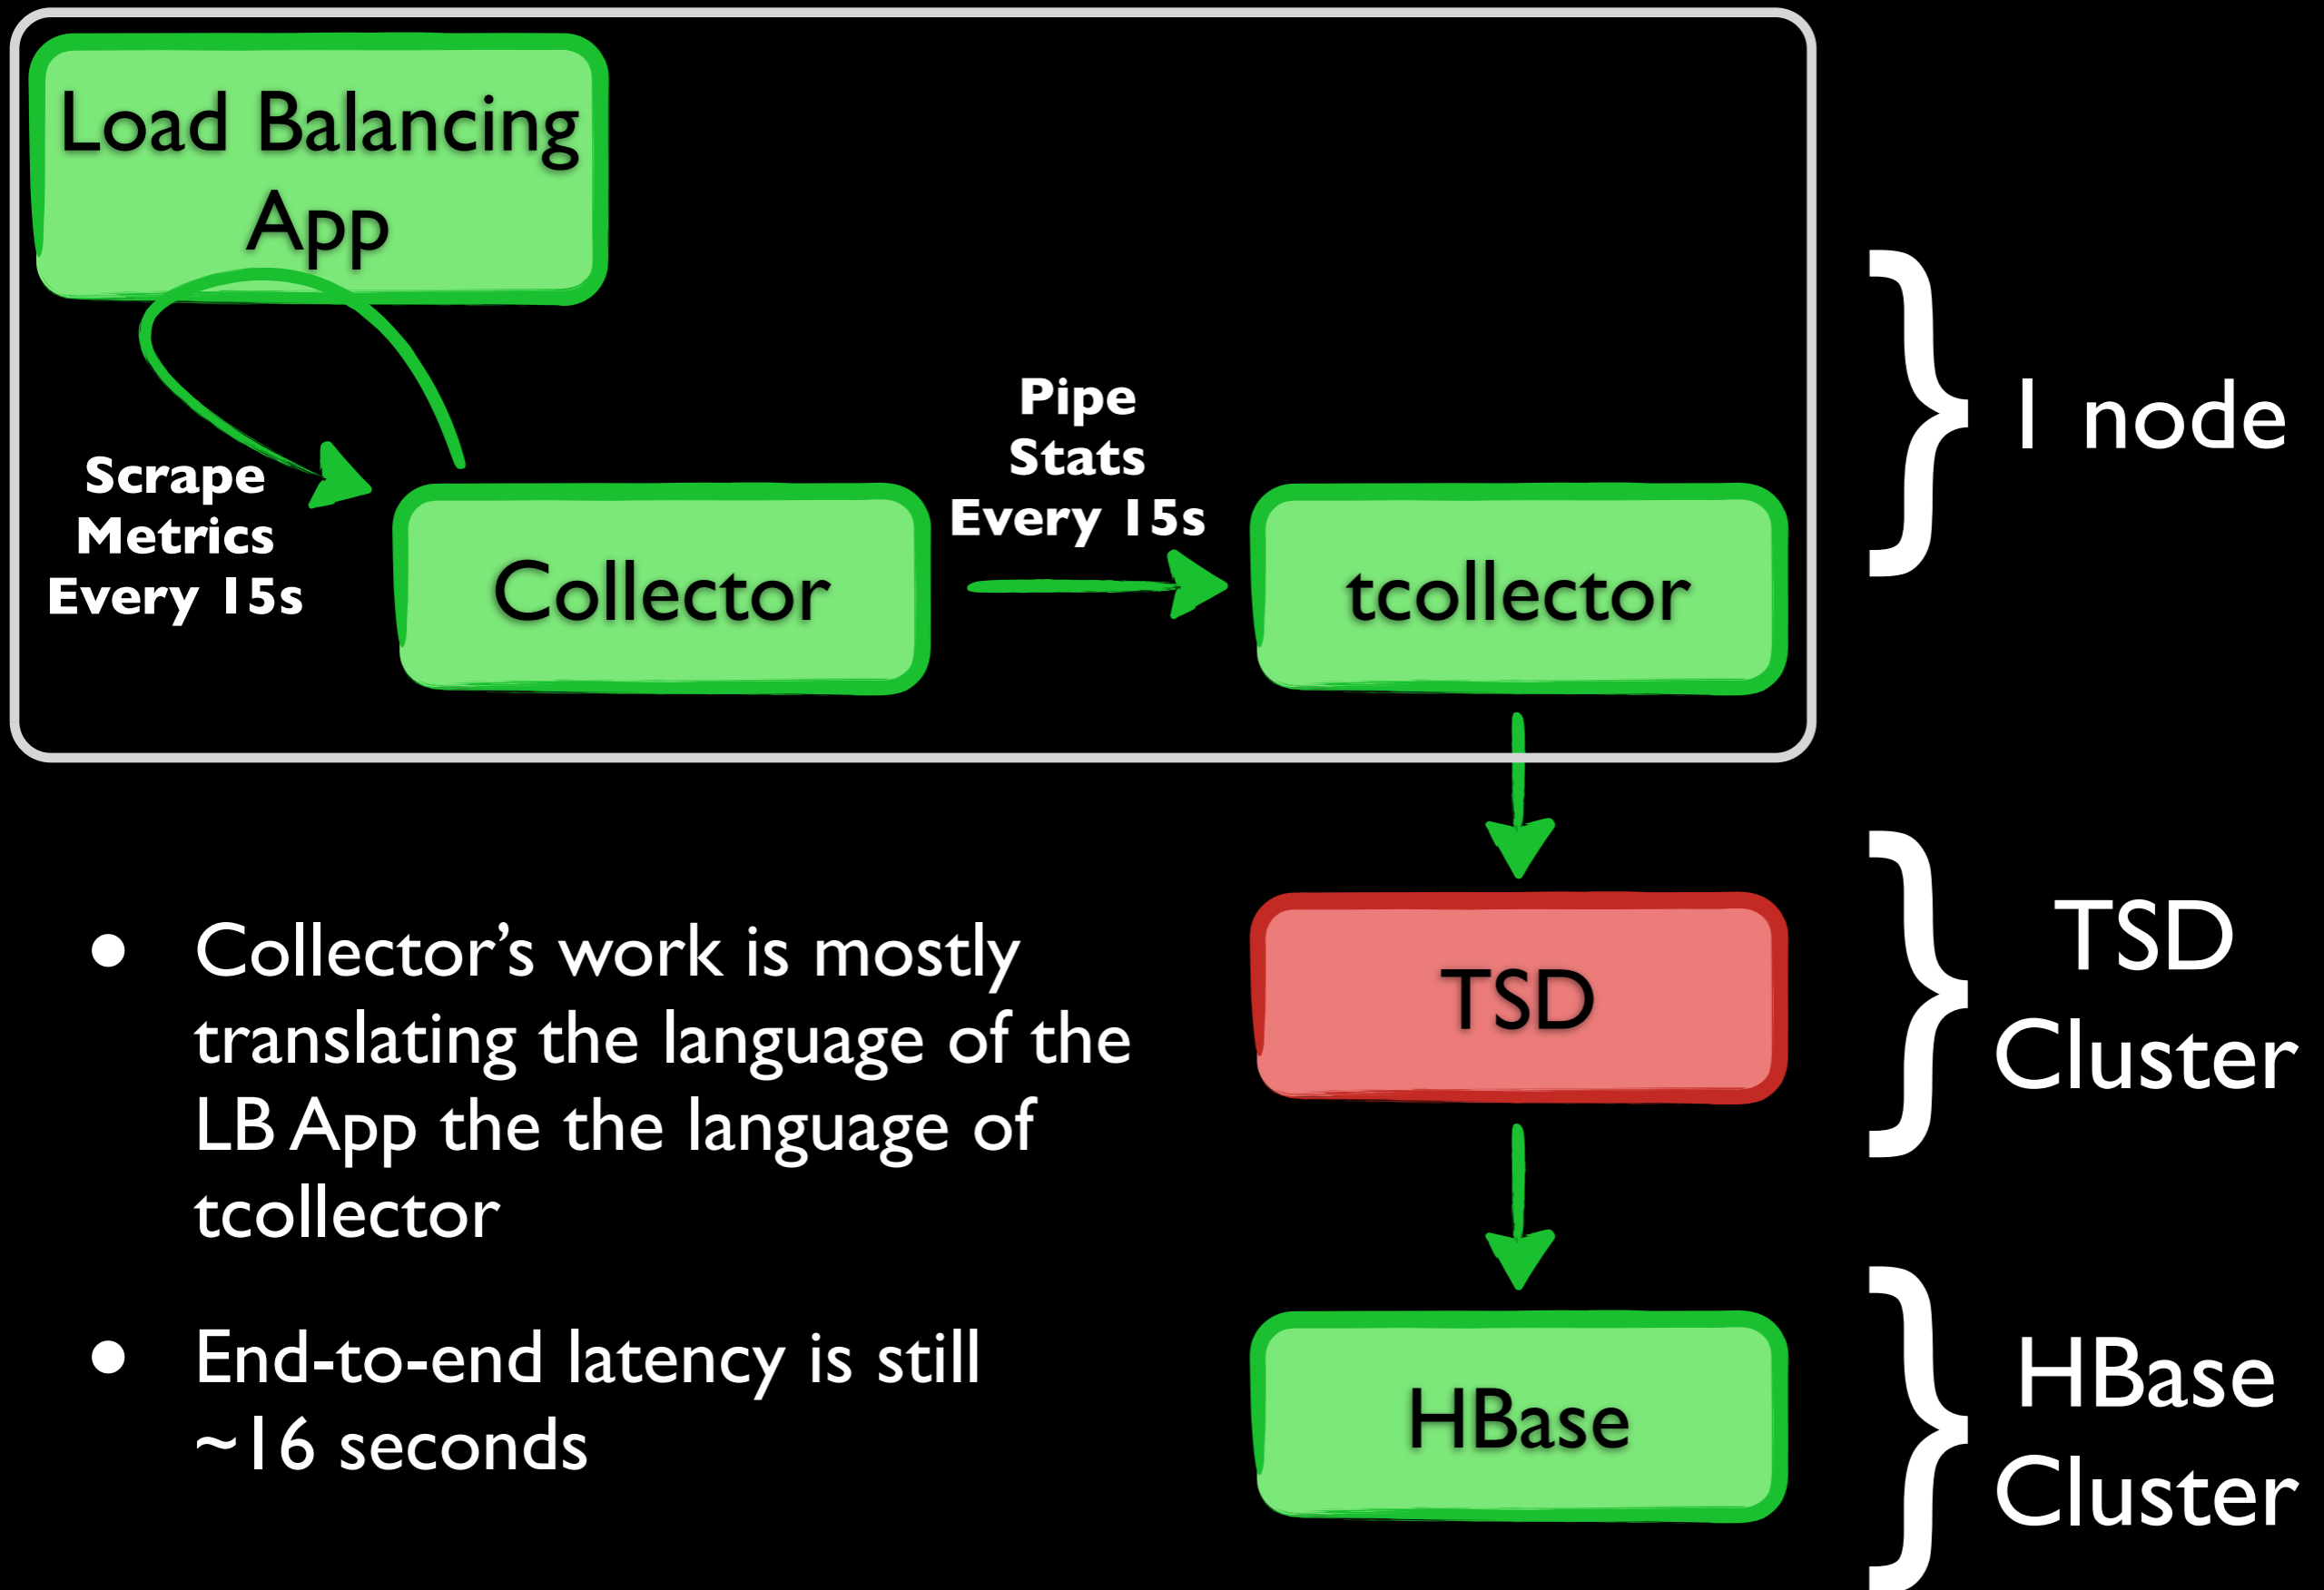 Load Balancing
App
Scrape
Metrics
Every 15s
Collector
Pipe
Stats
Every 15s
tcollector
1 node
TSD
TSD
Cluster
HBase
HBase
Cluster
• Collector’s work is mostly
translating the language of the
LB App the the language of
tcollector
• End-to-end latency is still
~16 seconds